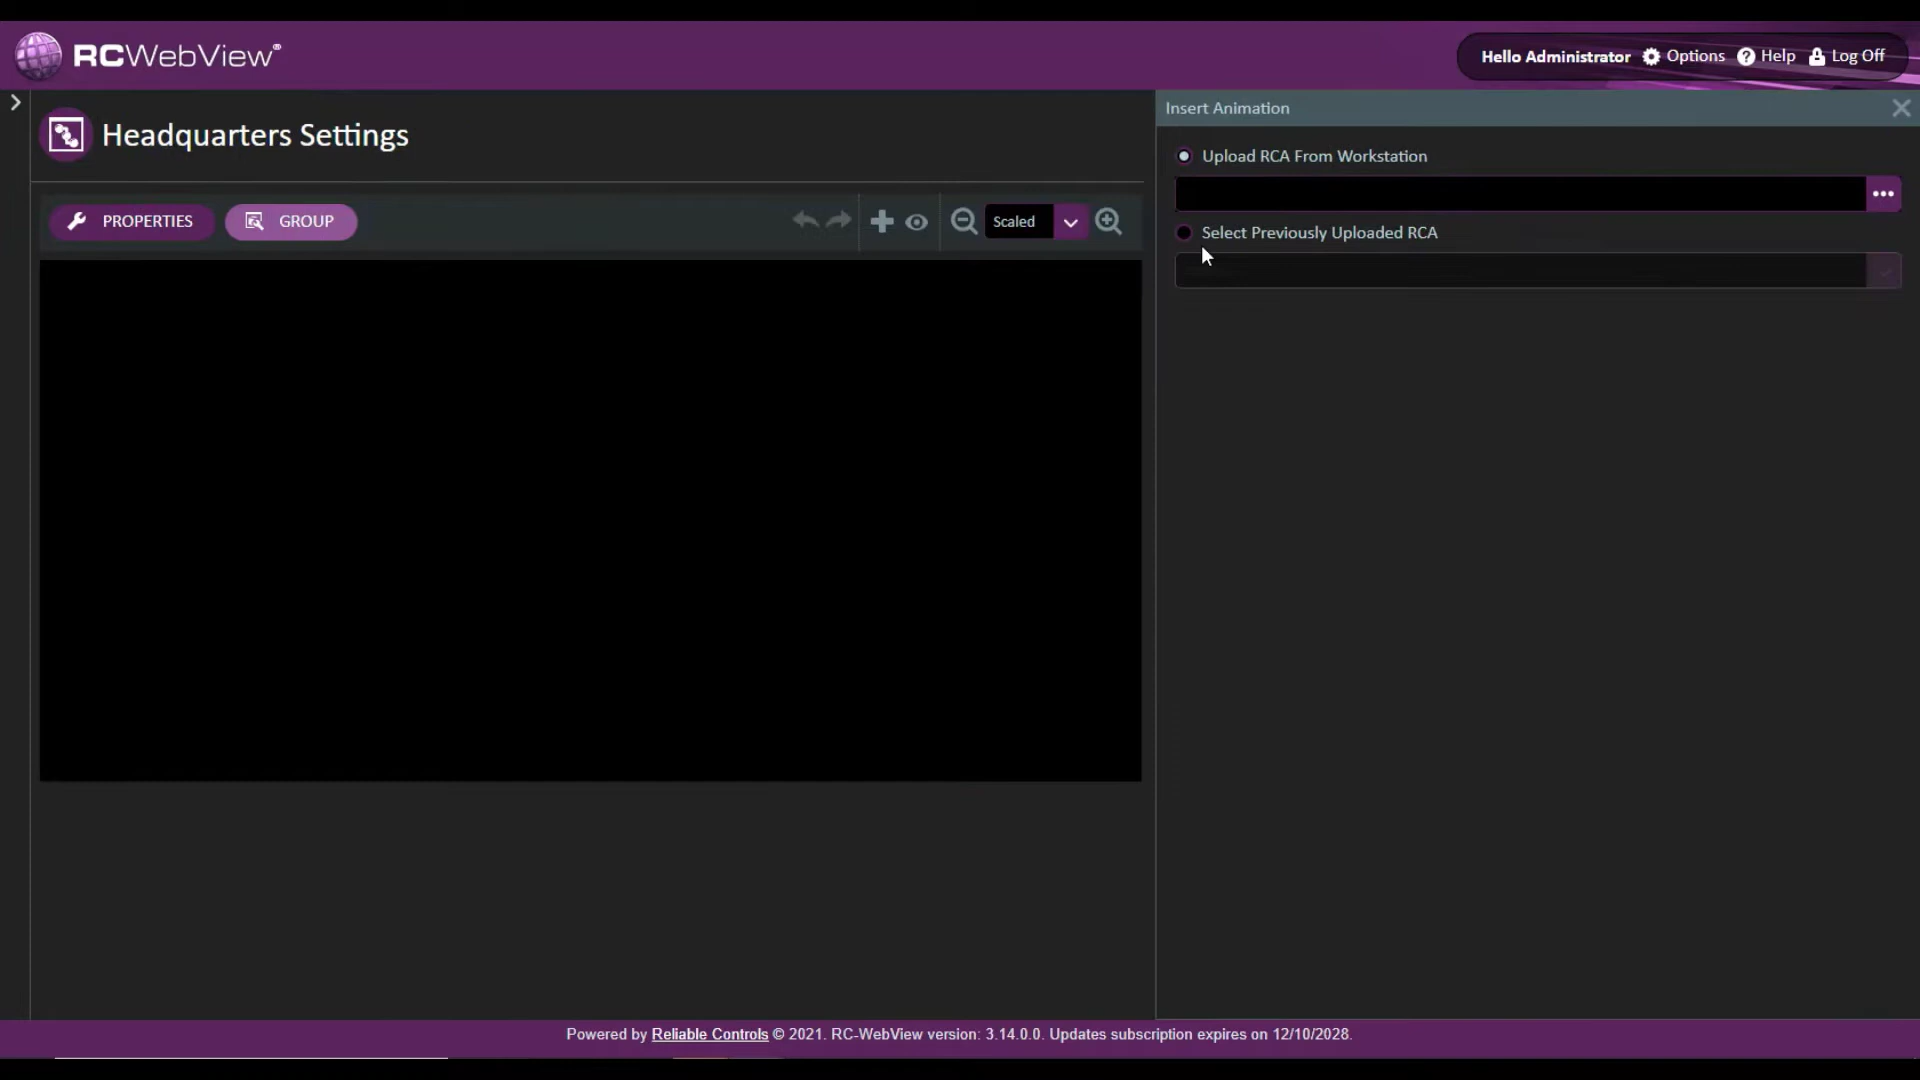 RCWebView®
Hello Administrator Options Help Log Off
Headquarters Settings
PROPERTIES GROUP Scaled
Insert Animation
Upload RCA From Workstation
Select Previously Uploaded RCA
Powered by Reliable Controls © 2021. RC-WebView version: 3.14.0.0. Updates subscription expires on 12/10/2028.